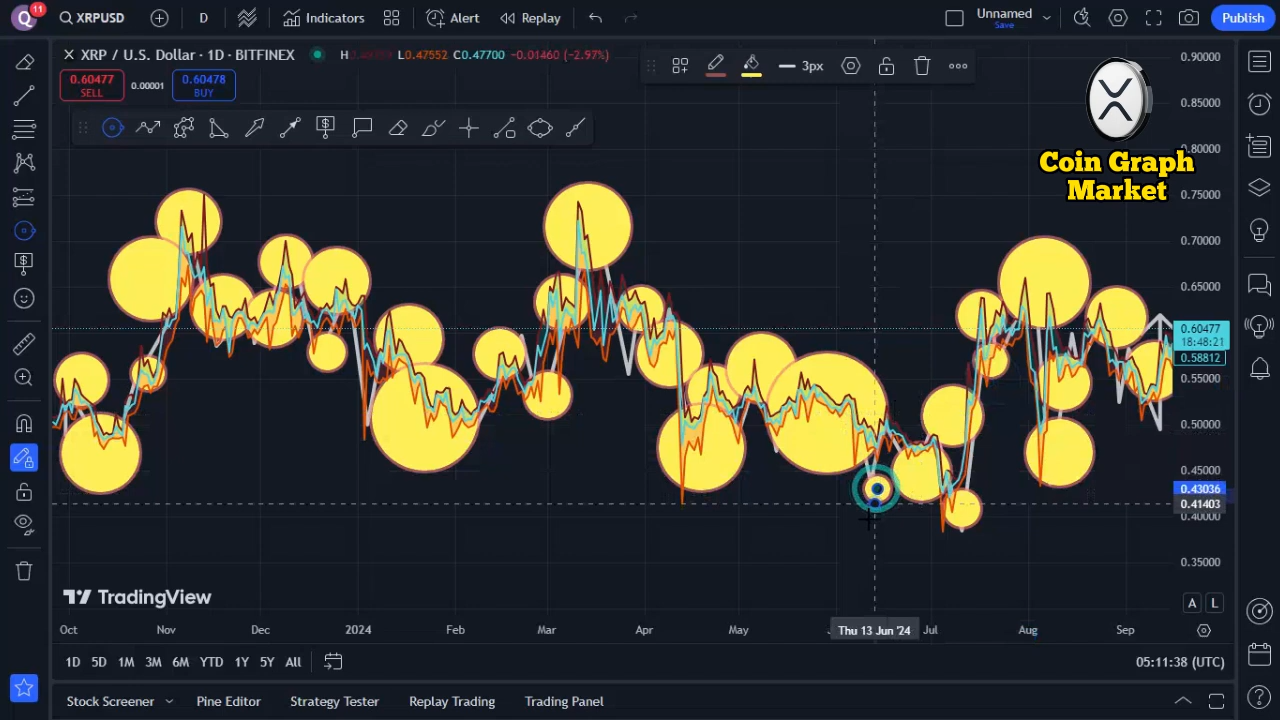 Q 11 XRPUSD D Indicators Alert Replay Unnamed Save Publish
XRP / U.S. Dollar · 1D · BITFINEX H L0.47552 C0.47700 -0.01460 (-2.97%)
0.60477 SELL 0.00001 0.60478 BUY
3px
Coin Graph
Market
0.90000
0.85000
0.80000
0.75000
0.70000
0.65000
0.60477
18:48:21
0.58812
0.55000
0.50000
0.45000
0.43036
0.41403
0.40000
0.35000
TradingView
A L
Oct Nov Dec 2024 Feb Mar Apr May Thu 13 Jun '24 Jul Aug Sep
1D 5D 1M 3M 6M YTD 1Y 5Y All 05:11:38 (UTC)
Stock Screener Pine Editor Strategy Tester Replay Trading Trading Panel